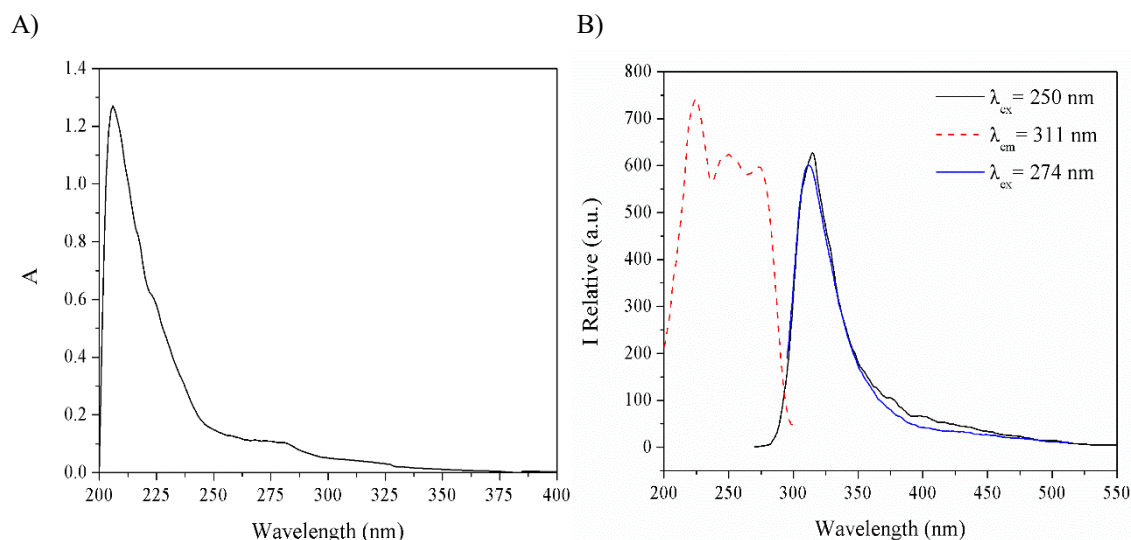 A)
B)
1.4
1.2
1.0
0.8
0.6
0.4
0.2
0.0
A
200 225 250 275 300 325 350 375 400
Wavelength (nm)
800
700
600
500
400
300
200
100
0
I Relative (a.u.)
λex= 250 nm
λem= 311 nm
λex= 274 nm
200 250 300 350 400 450 500 550
Wavelength (nm)